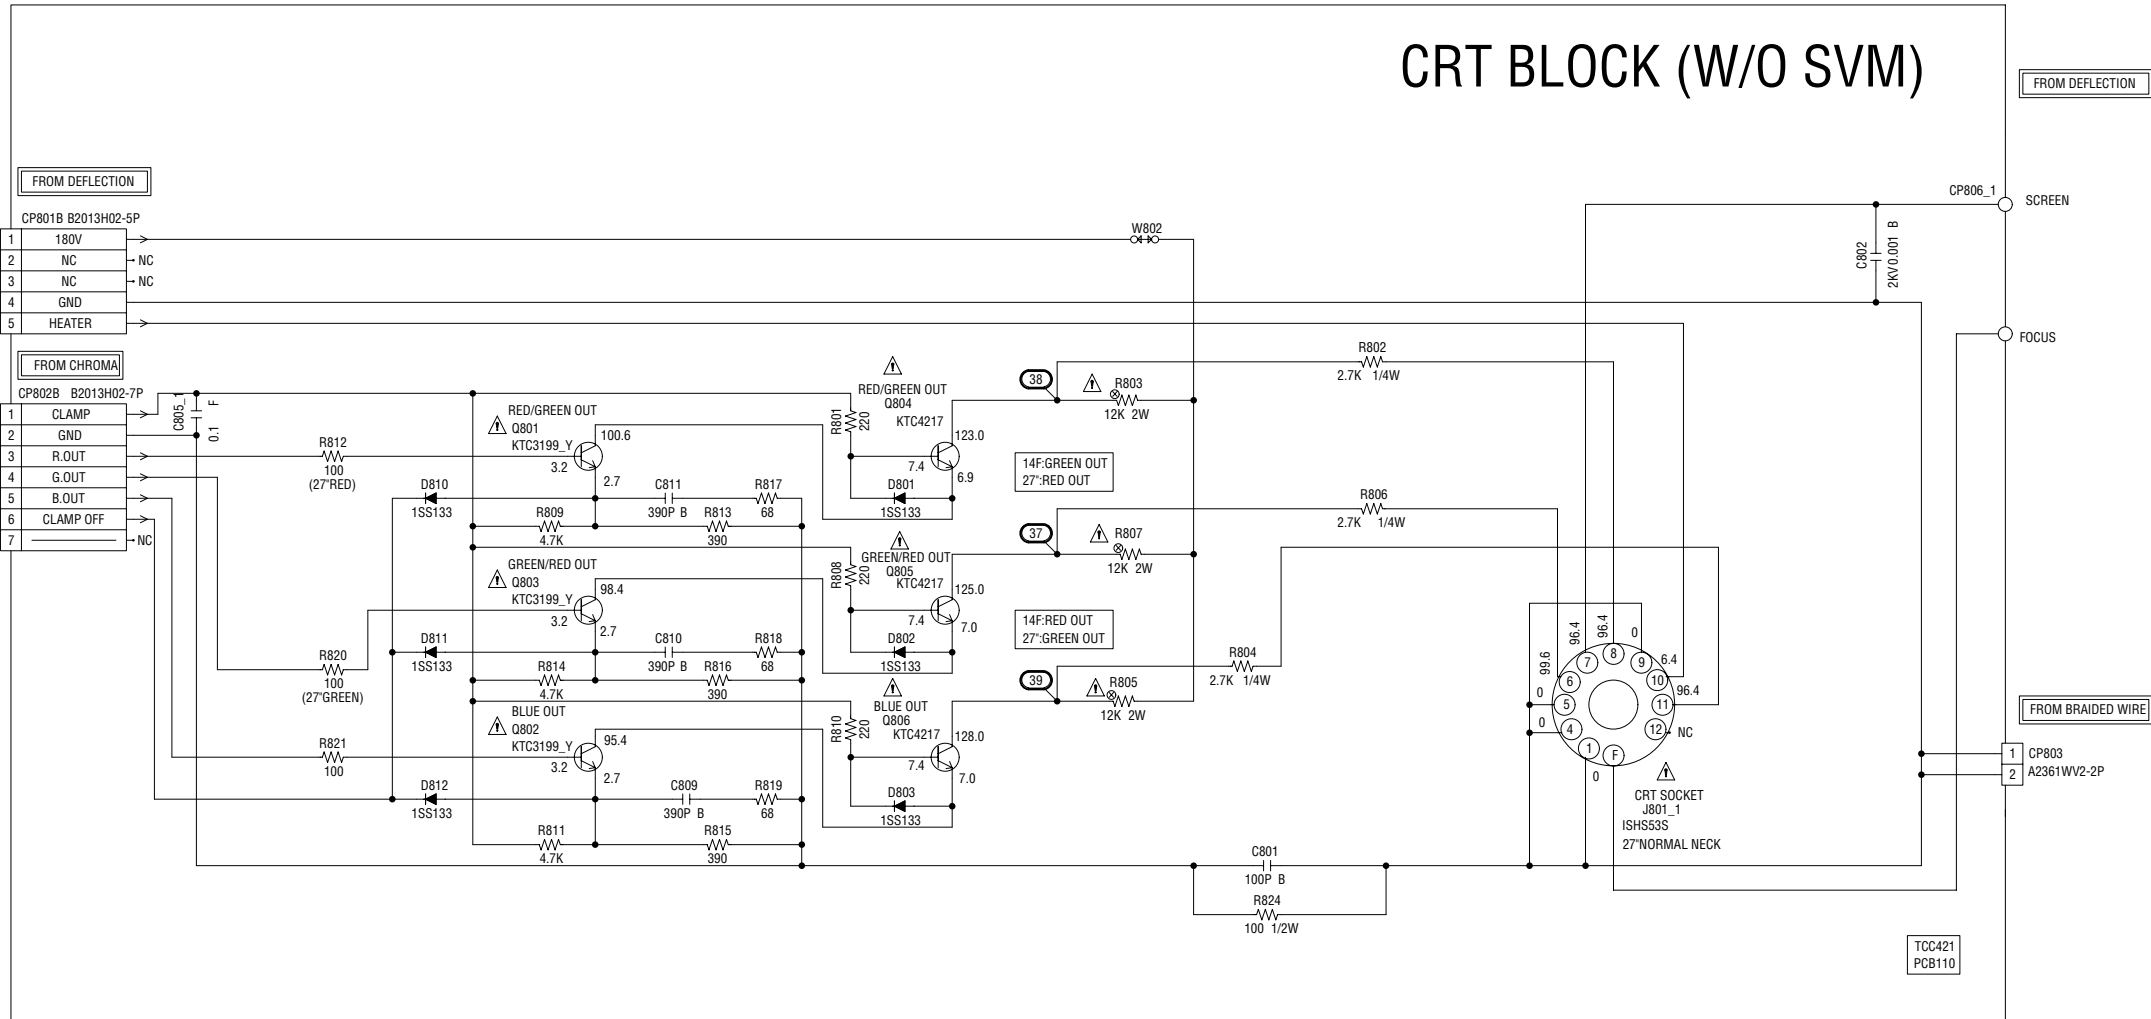 CRT BLOCK (W/O SVM)
FROM DEFLECTION
FROM DEFLECTION
CP801B B2013H02-5P
1 180V
2 NC NC
3 NC NC
4 GND
5 HEATER
FROM CHROMA
CP802B B2013H02-7P
1 CLAMP
2 GND
3 R.OUT
4 G.OUT
5 B.OUT
6 CLAMP OFF
7 NC
C805_1
0.1 F
R812
100
(27"RED)
R820
100
(27"GREEN)
R821
100
RED/GREEN OUT
Q801
KTC3199_Y
100.6
3.2
2.7
D810
1SS133
C811
390P B
R817
68
R809
4.7K
R813
390
GREEN/RED OUT
Q803
KTC3199_Y
98.4
3.2
2.7
D811
1SS133
C810
390P B
R818
68
R814
4.7K
R816
390
BLUE OUT
Q802
KTC3199_Y
95.4
3.2
2.7
D812
1SS133
C809
390P B
R819
68
R811
4.7K
R815
390
RED/GREEN OUT
Q804
KTC4217
R801
220
123.0
7.4
6.9
D801
1SS133
GREEN/RED OUT
Q805
KTC4217
R808
220
125.0
7.4
7.0
D802
1SS133
BLUE OUT
Q806
KTC4217
R810
220
128.0
7.4
7.0
D803
1SS133
38
R803
12K 2W
14F:GREEN OUT
27":RED OUT
37
R807
12K 2W
14F:RED OUT
27":GREEN OUT
39
R805
12K 2W
W802
R802
2.7K 1/4W
R806
2.7K 1/4W
R804
2.7K 1/4W
C801
100P B
R824
100 1/2W
CP806_1
SCREEN
C802
2KV0.001 B
FOCUS
99.6
96.4
96.4
0
6.4
96.4
0
0
0
7
8
9
6
10
5
11
4
12
NC
1
F
CRT SOCKET
J801_1
ISHS53S
27"NORMAL NECK
FROM BRAIDED WIRE
1 CP803
2 A2361WV2-2P
TCC421
PCB110